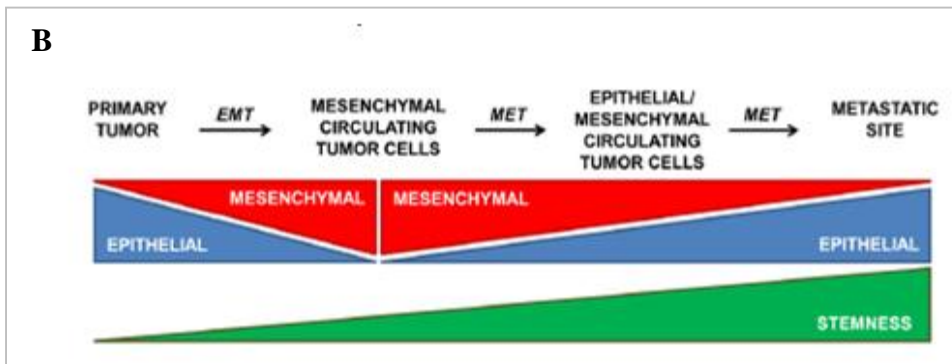 B
PRIMARY
TUMOR
EMT
MESENCHYMAL
CIRCULATING
TUMOR CELLS
MET
EPITHELIAL/
MESENCHYMAL
CIRCULATING
TUMOR CELLS
MET
METASTATIC
SITE
MESENCHYMAL
MESENCHYMAL
EPITHELIAL
EPITHELIAL
STEMNESS